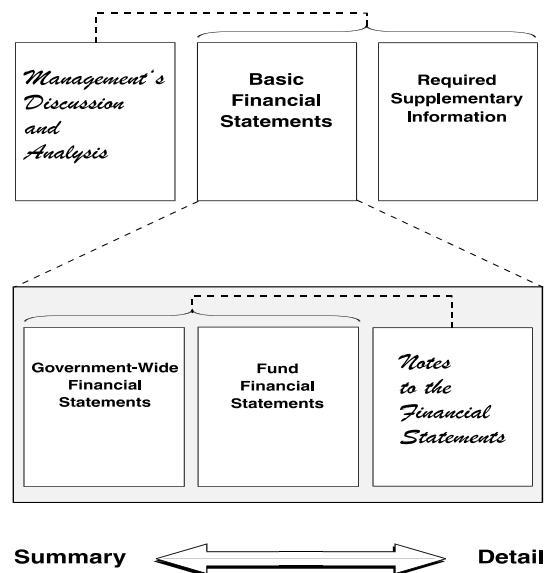 Management's
Discussion
and
Analysis
Basic
Financial
Statements
Required
Supplementary
Information
Government-Wide
Financial
Statements
Fund
Financial
Statements
Notes
to the
Financial
Statements
Summary
Detail